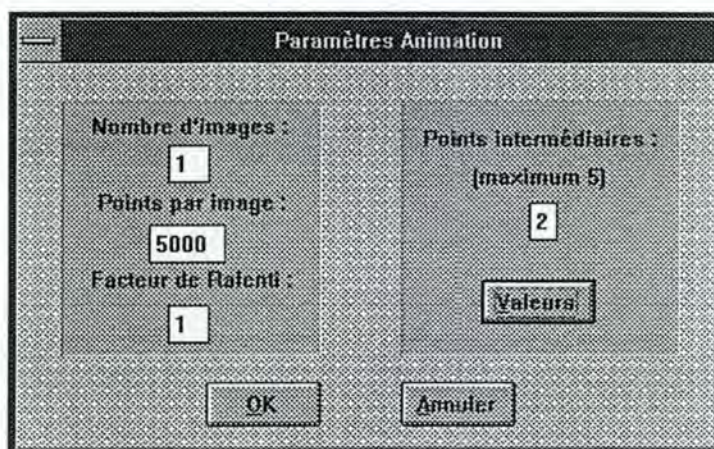 Paramètres Animation
Nombre d'images :
1
Points par image :
5000
Facteur de Ralenti :
1
Points intermédiaires :
(maximum 5)
2
Valeurs
OK
Annuler